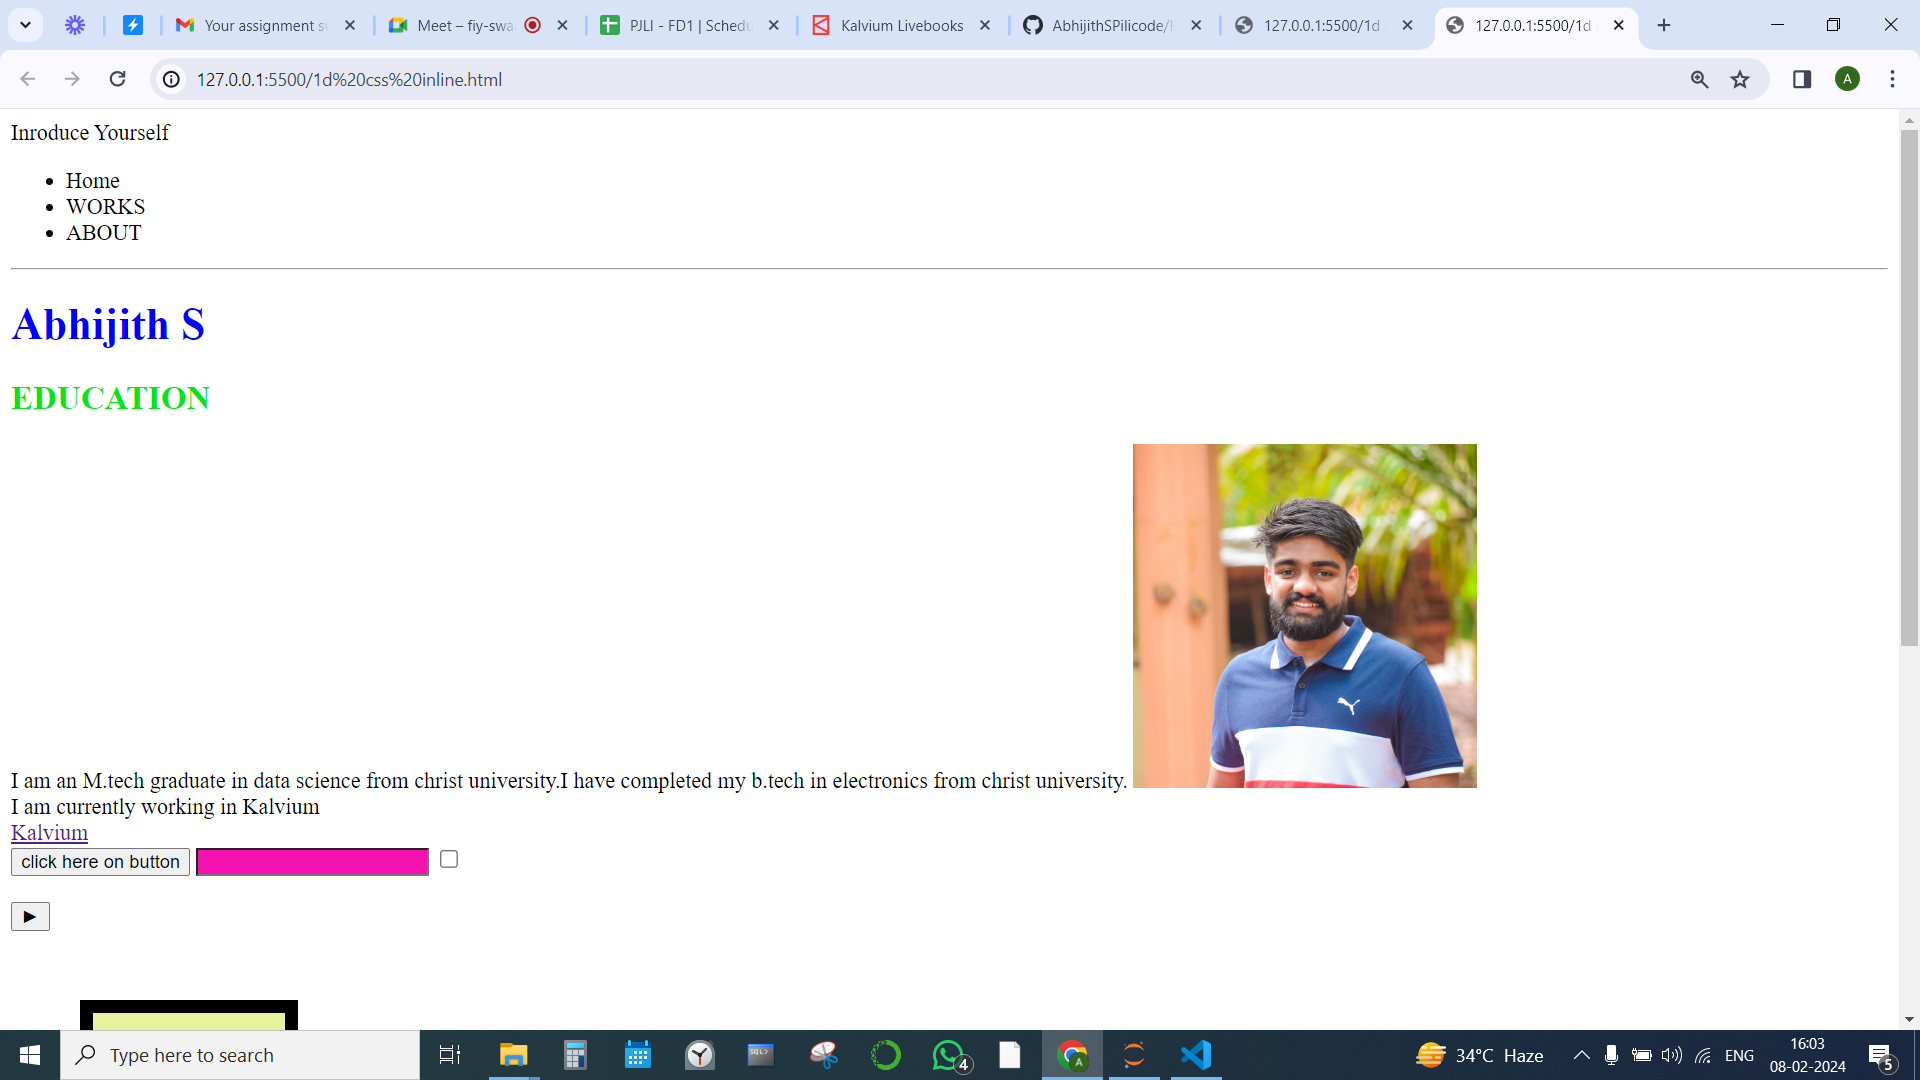 Your assignment su
Meet – fiy-swa
PJLI - FD1 | Schedu
Kalvium Livebooks
AbhijithSPilicode/H
127.0.0.1:5500/1d
127.0.0.1:5500/1d
127.0.0.1:5500/1d%20css%20inline.html
A
Inroduce Yourself
Home
WORKS
ABOUT
Abhijith S
EDUCATION
I am an M.tech graduate in data science from christ university.I have completed my b.tech in electronics from christ university.
I am currently working in Kalvium
Kalvium
click here on button
Type here to search
SQL>
4
A
34°C Haze
ENG
16:03
08-02-2024
5